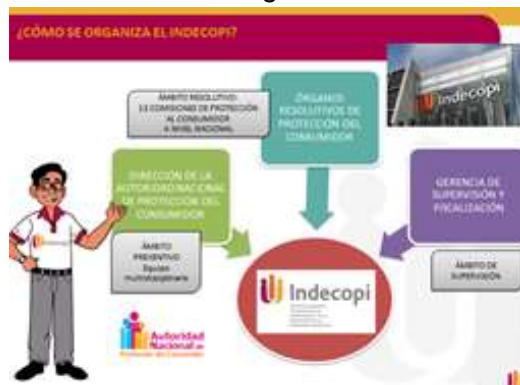 ¿CÓMO SE ORGANIZA EL INDECOPI?
ÁMBITO RESOLUTIVO:
13 COMISIONES DE PROTECCIÓN
AL CONSUMIDOR
A NIVEL NACIONAL
ÓRGANOS
RESOLUTIVOS DE
PROTECCIÓN DEL
CONSUMIDOR
Indecopi
DIRECCIÓN DE LA
AUTORIDAD NACIONAL
DE PROTECCIÓN DEL
CONSUMIDOR
GERENCIA DE
SUPERVISIÓN Y
FISCALIZACIÓN
Indecopi
ÁMBITO
PREVENTIVO
Equipo
multidisciplinario
Indecopi
ÁMBITO DE
SUPERVISIÓN
Autoridad
Nacional de
Protección del Consumidor